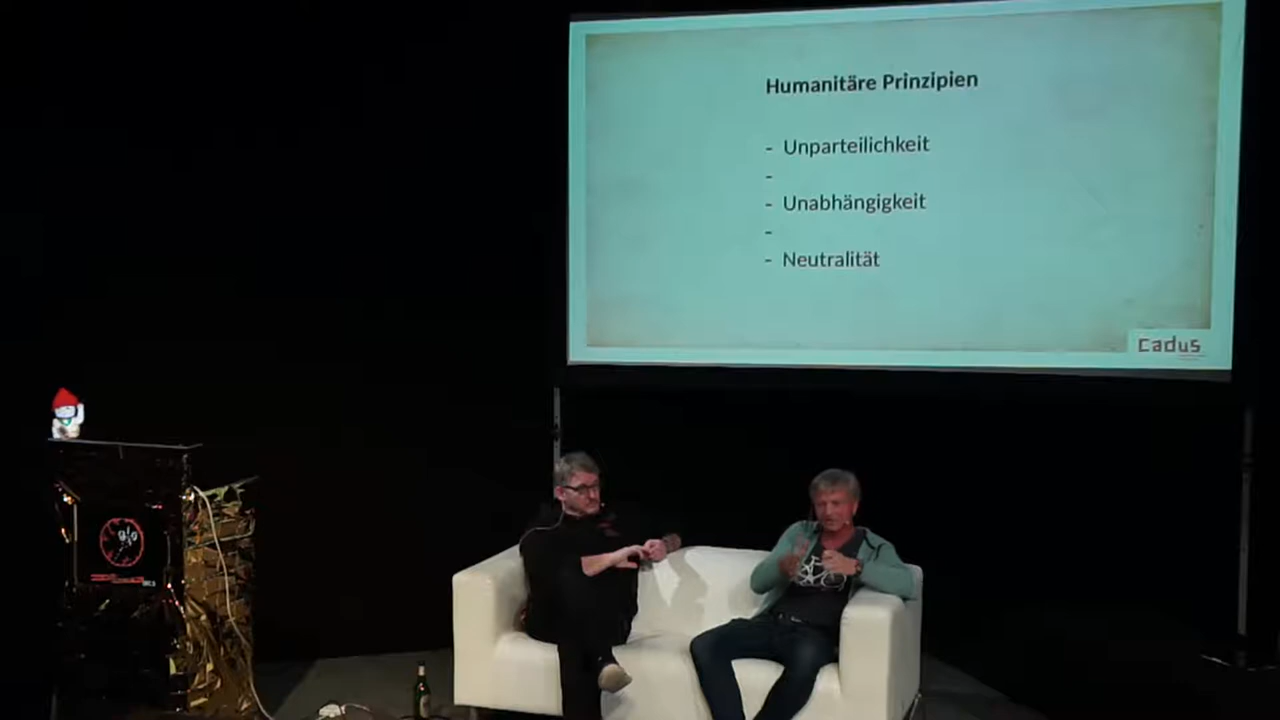 Humanitäre Prinzipien
- Unparteilichkeit
-
- Unabhängigkeit
-
- Neutralität
cadus